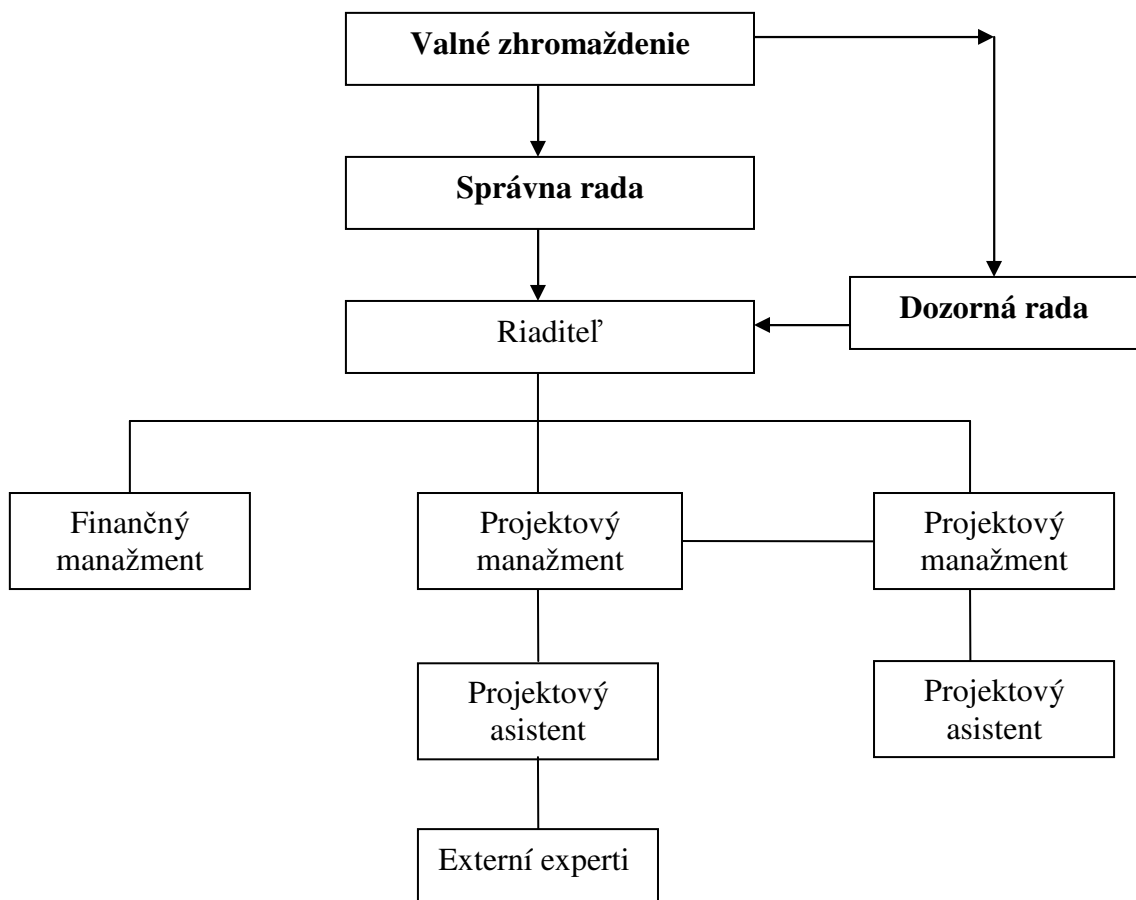 Valné zhromaždenie
Správna rada
Dozorná rada
Riaditeľ
Finančný
manažment
Projektový
manažment
Projektový
manažment
Projektový
asistent
Projektový
asistent
Externí experti